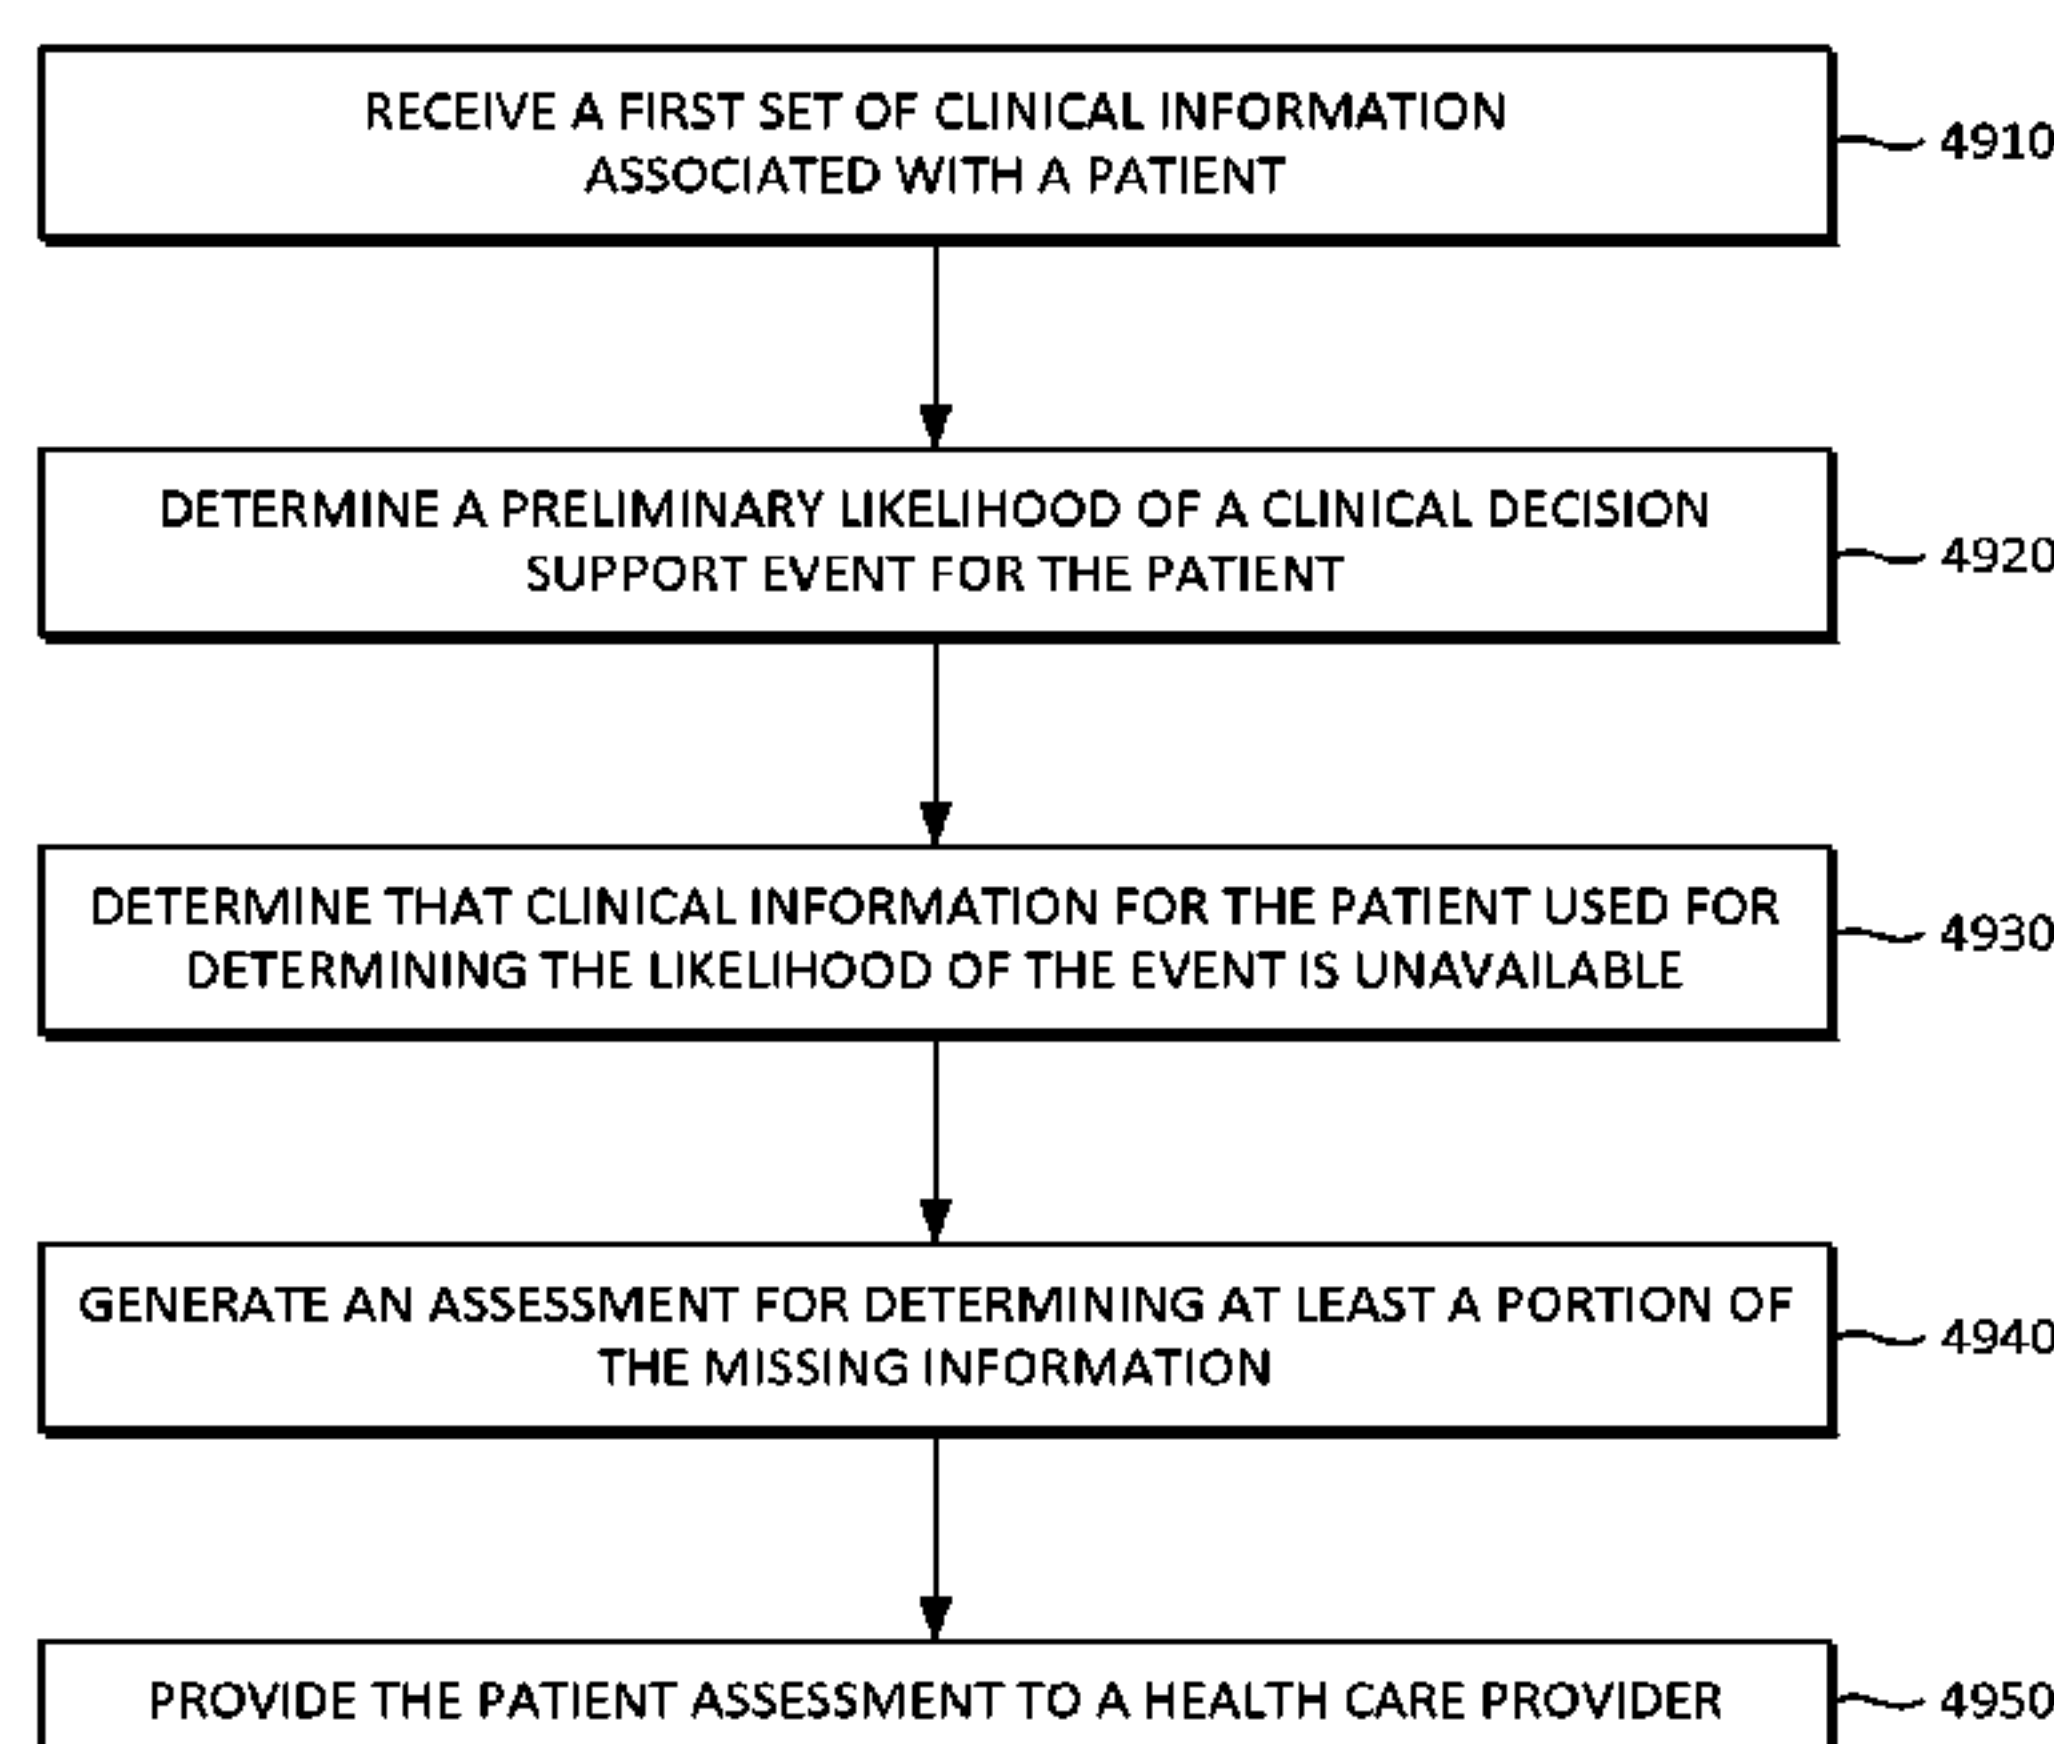 RECEIVE A FIRST SET OF CLINICAL INFORMATION
ASSOCIATED WITH A PATIENT
4910
DETERMINE A PRELIMINARY LIKELIHOOD OF A CLINICAL DECISION
SUPPORT EVENT FOR THE PATIENT
4920
DETERMINE THAT CLINICAL INFORMATION FOR THE PATIENT USED FOR
DETERMINING THE LIKELIHOOD OF THE EVENT IS UNAVAILABLE
4930
GENERATE AN ASSESSMENT FOR DETERMINING AT LEAST A PORTION OF
THE MISSING INFORMATION
4940
PROVIDE THE PATIENT ASSESSMENT TO A HEALTH CARE PROVIDER
4950